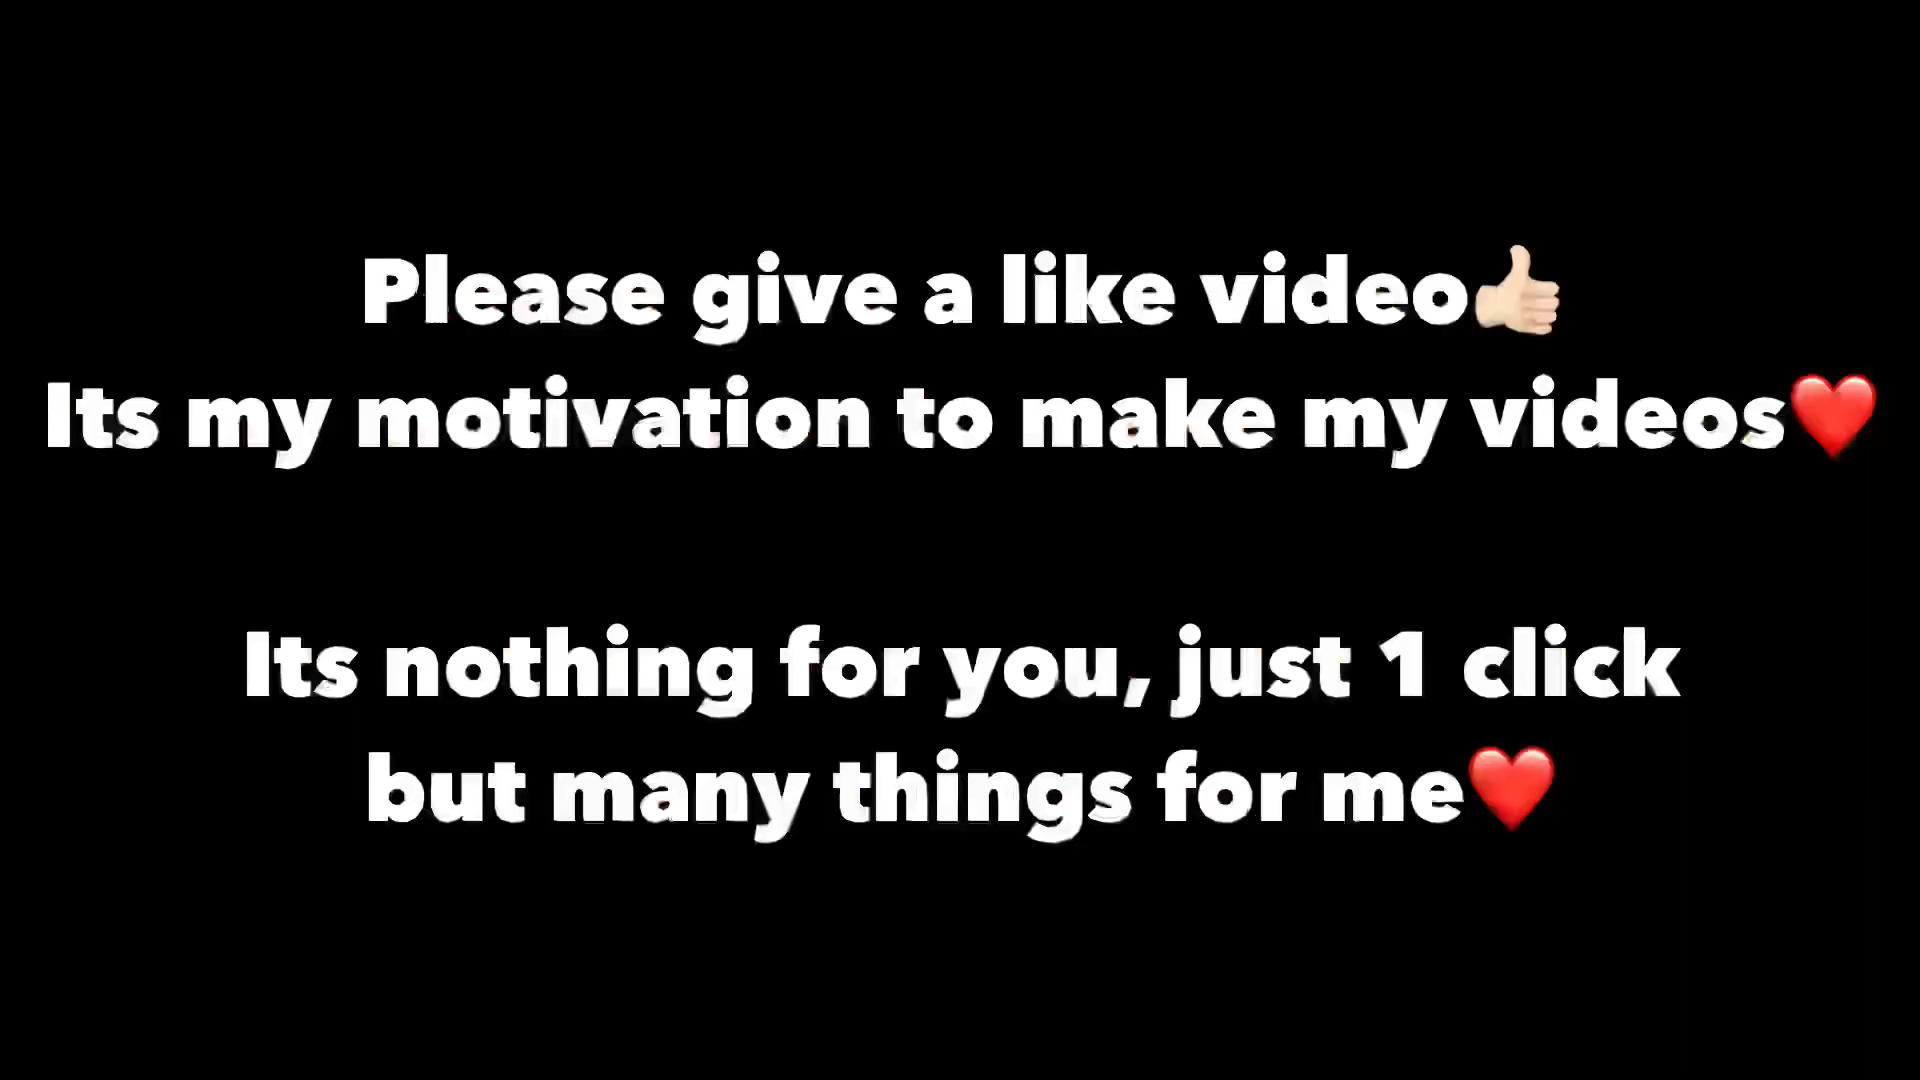 Please give a like video👍🏻
Its my motivation to make my videos❤️
Its nothing for you, just 1 click
but many things for me❤️